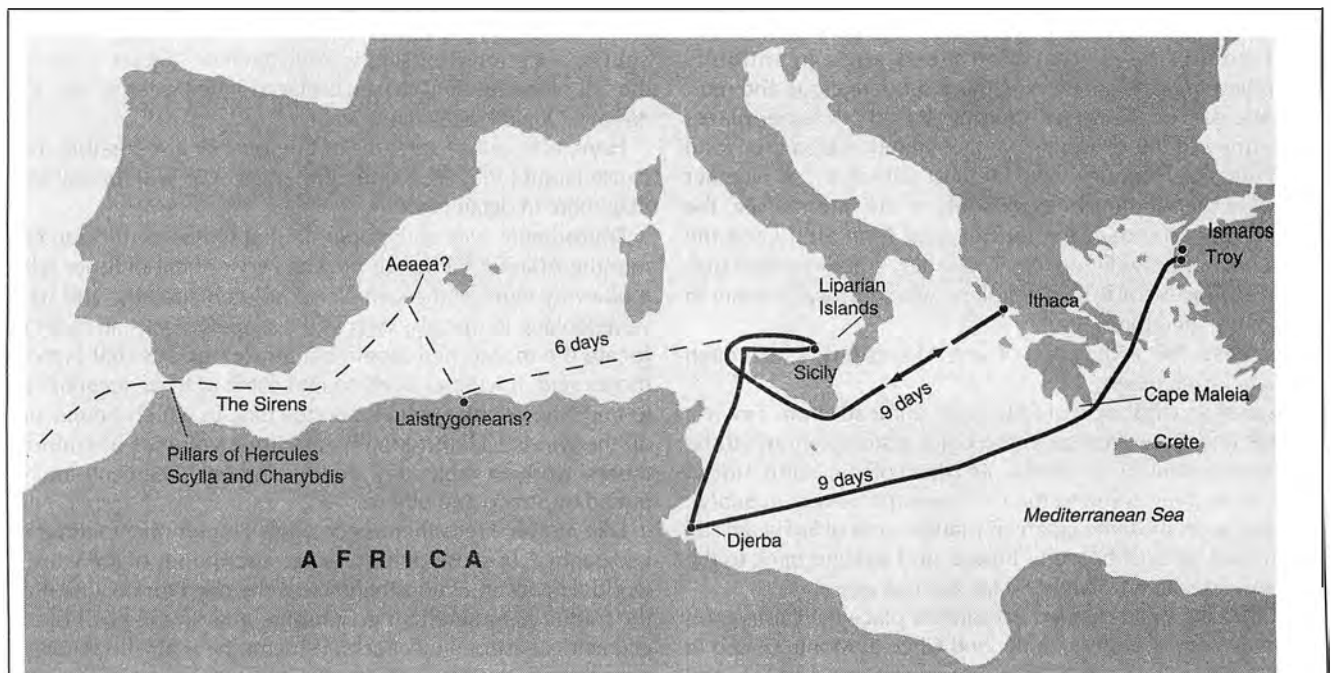 Ismaros
Troy
Aeaea?
Liparian
Islands
Ithaca
6 days
Sicily
9 days
The Sirens
Laistrygoneans?
Cape Maleia
Pillars of Hercules
Scylla and Charybdis
Crete
9 days
Mediterranean Sea
Djerba
AFRICA